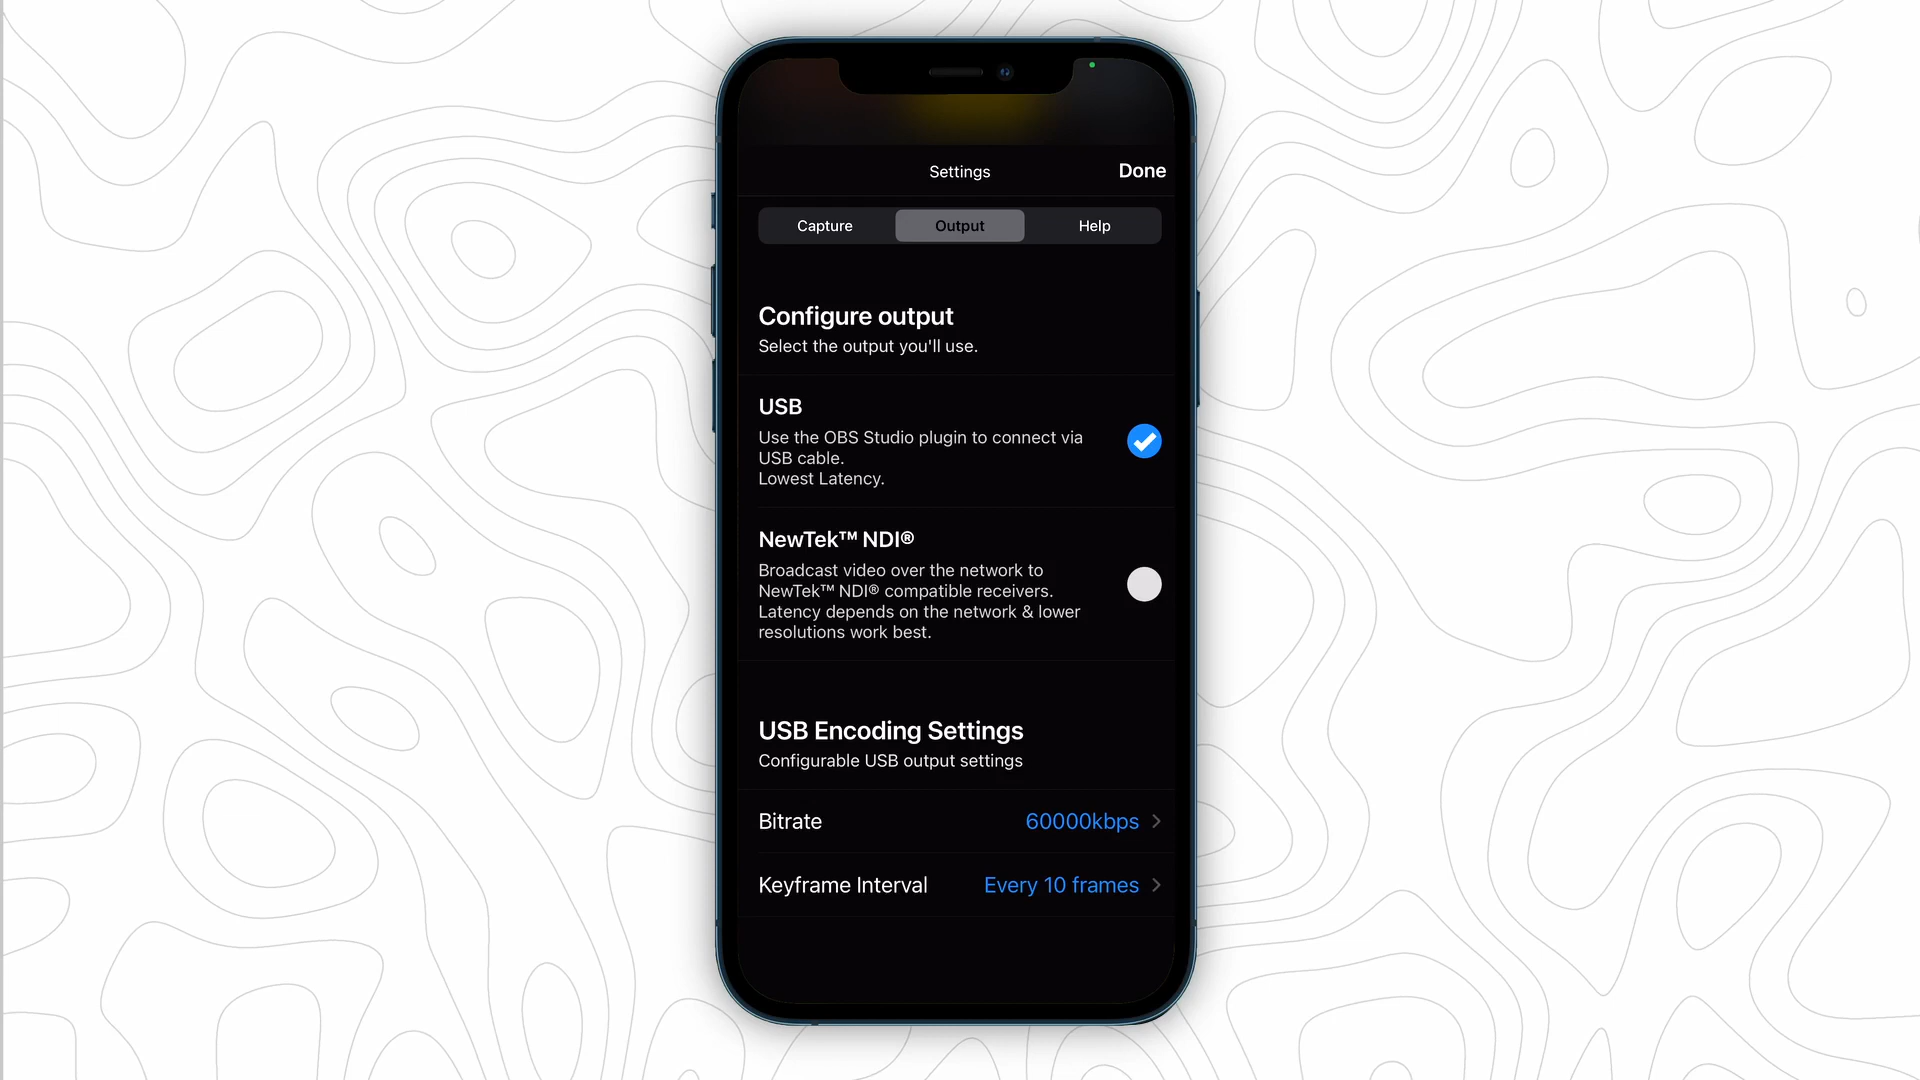 Settings
Done
Capture
Output
Help
Configure output
Select the output you'll use.
USB
Use the OBS Studio plugin to connect via
USB cable.
Lowest Latency.
NewTek™ NDI®
Broadcast video over the network to
NewTek™ NDI® compatible receivers.
Latency depends on the network & lower
resolutions work best.
USB Encoding Settings
Configurable USB output settings
Bitrate
60000kbps
Keyframe Interval
Every 10 frames